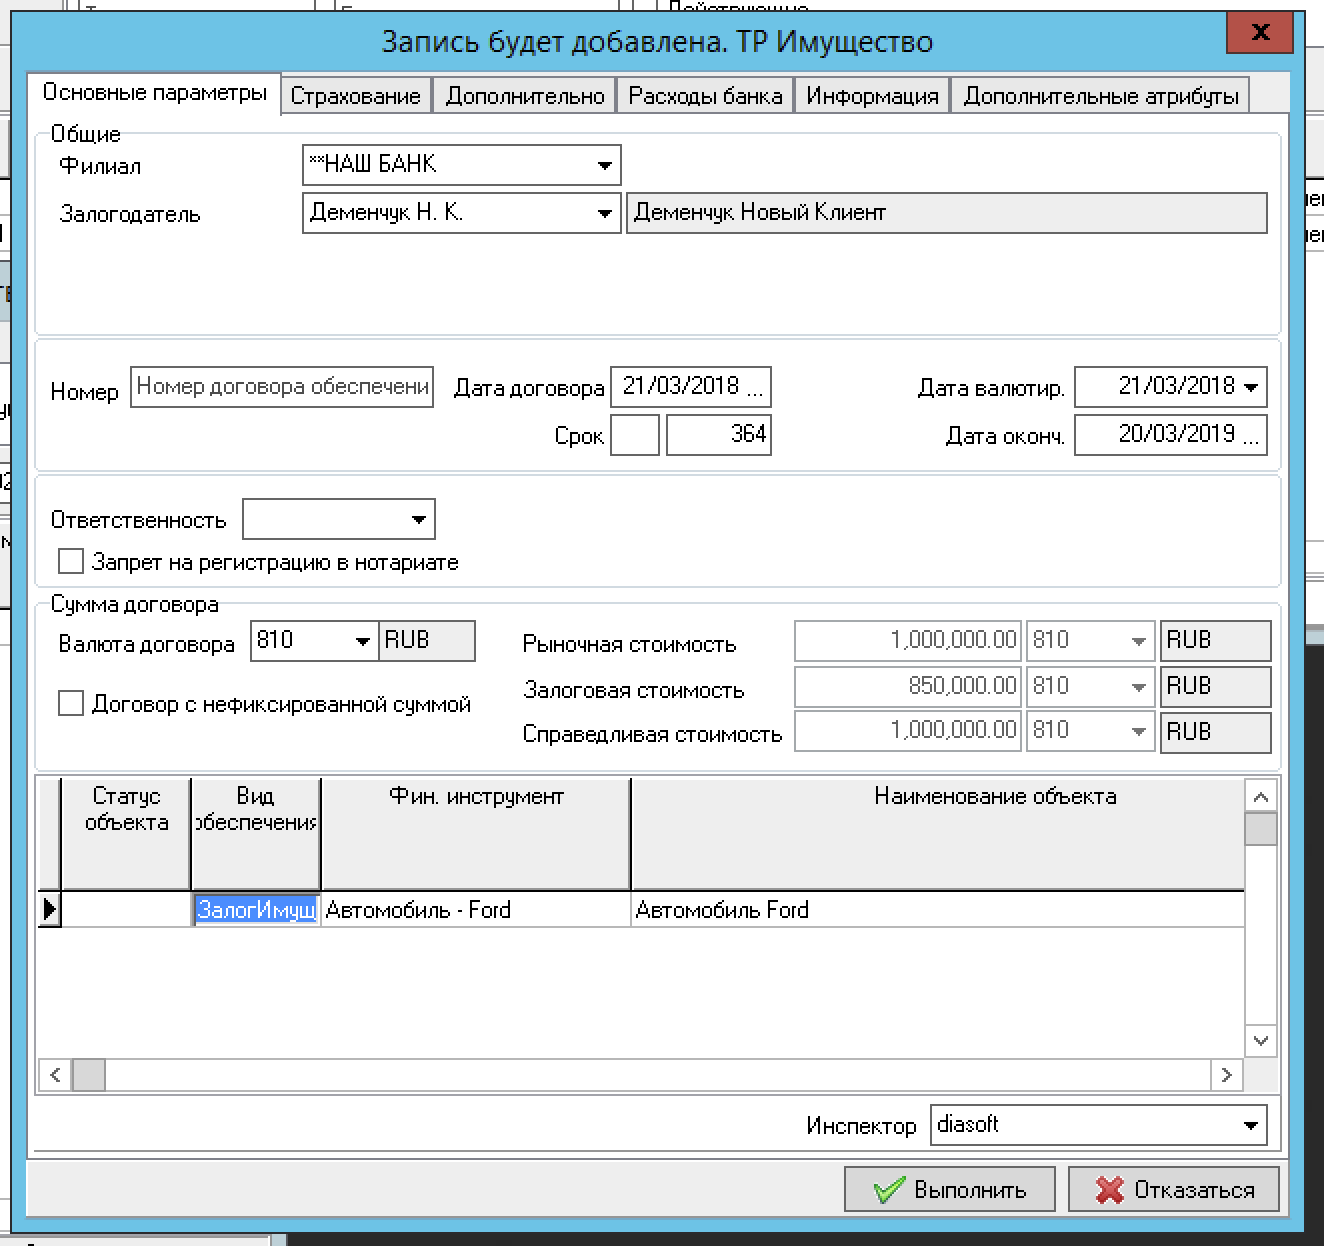 Действующие
Запись будет добавлена. ТР Имущество
x
Основные параметры Страхование Дополнительно Расходы банка Информация Дополнительные атрибуты
Общие
Филиал **НАШ БАНК
Залогодатель Деменчук Н. К. Деменчук Новый Клиент
Номер Номер договора обеспечени Дата договора 21/03/2018 ... Дата валютир. 21/03/2018
Срок 364 Дата оконч. 20/03/2019 ...
Ответственность
Запрет на регистрацию в нотариате
Сумма договора
Валюта договора 810 RUB Рыночная стоимость 1,000,000.00 810 RUB
Залоговая стоимость 850,000.00 810 RUB
Договор с нефиксированной суммой
Справедливая стоимость 1,000,000.00 810 RUB
Статус Вид Фин. инструмент Наименование объекта
объекта обеспечения
ЗалогИмущ Автомобиль - Ford Автомобиль Ford
Инспектор diasoft
Выполнить Отказаться